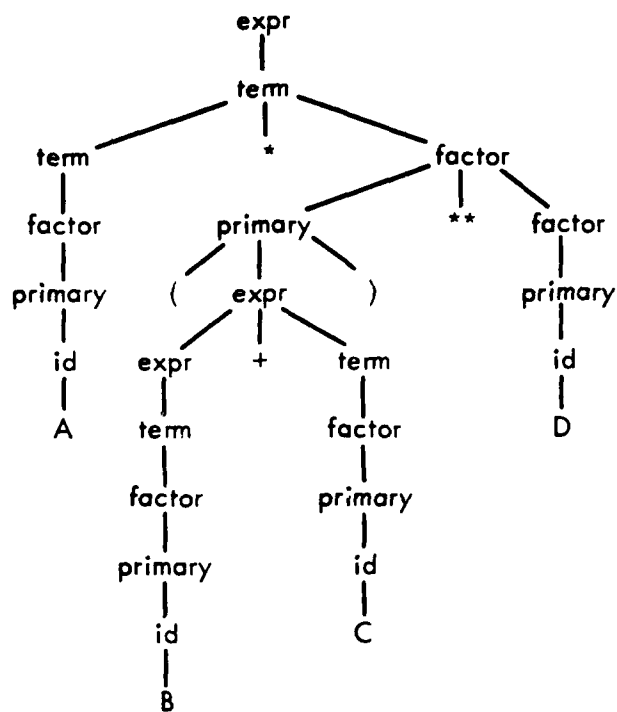 expr
term
term * factor
factor primary ** factor
primary ( expr ) primary
id expr + term id
A term factor D
factor primary
primary id
id C
B